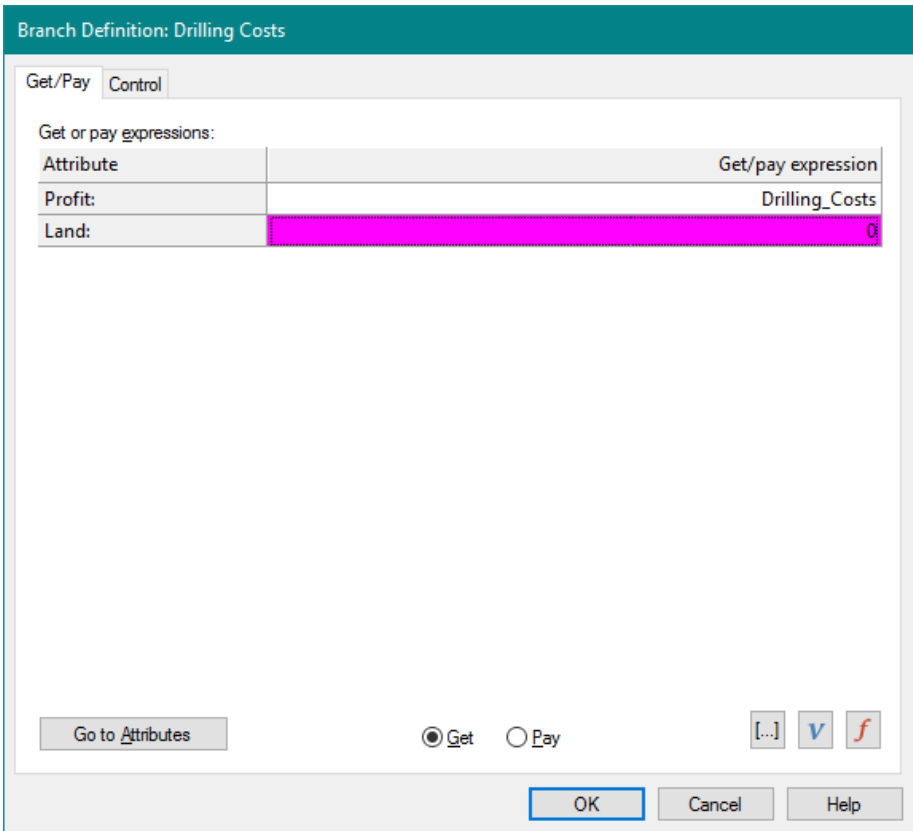 Branch Definition: Drilling Costs
Get/Pay Control
Get or pay expressions:
Attribute Get/pay expression
Profit: Drilling_Costs
Land: 0
Go to Attributes Get Pay [...] V f
OK Cancel Help